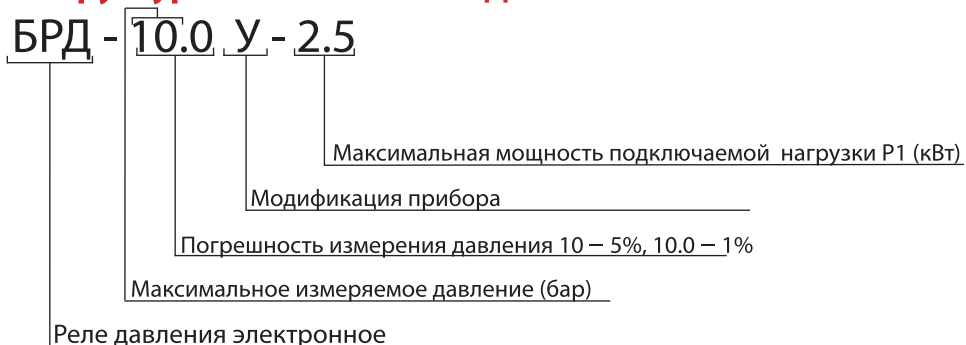 БРД - 10.0 У - 2.5
Максимальная мощность подключаемой нагрузки P1 (кВт)
Модификация прибора
Погрешность измерения давления 10 – 5%, 10.0 – 1%
Максимальное измеряемое давление (бар)
Реле давления электронное